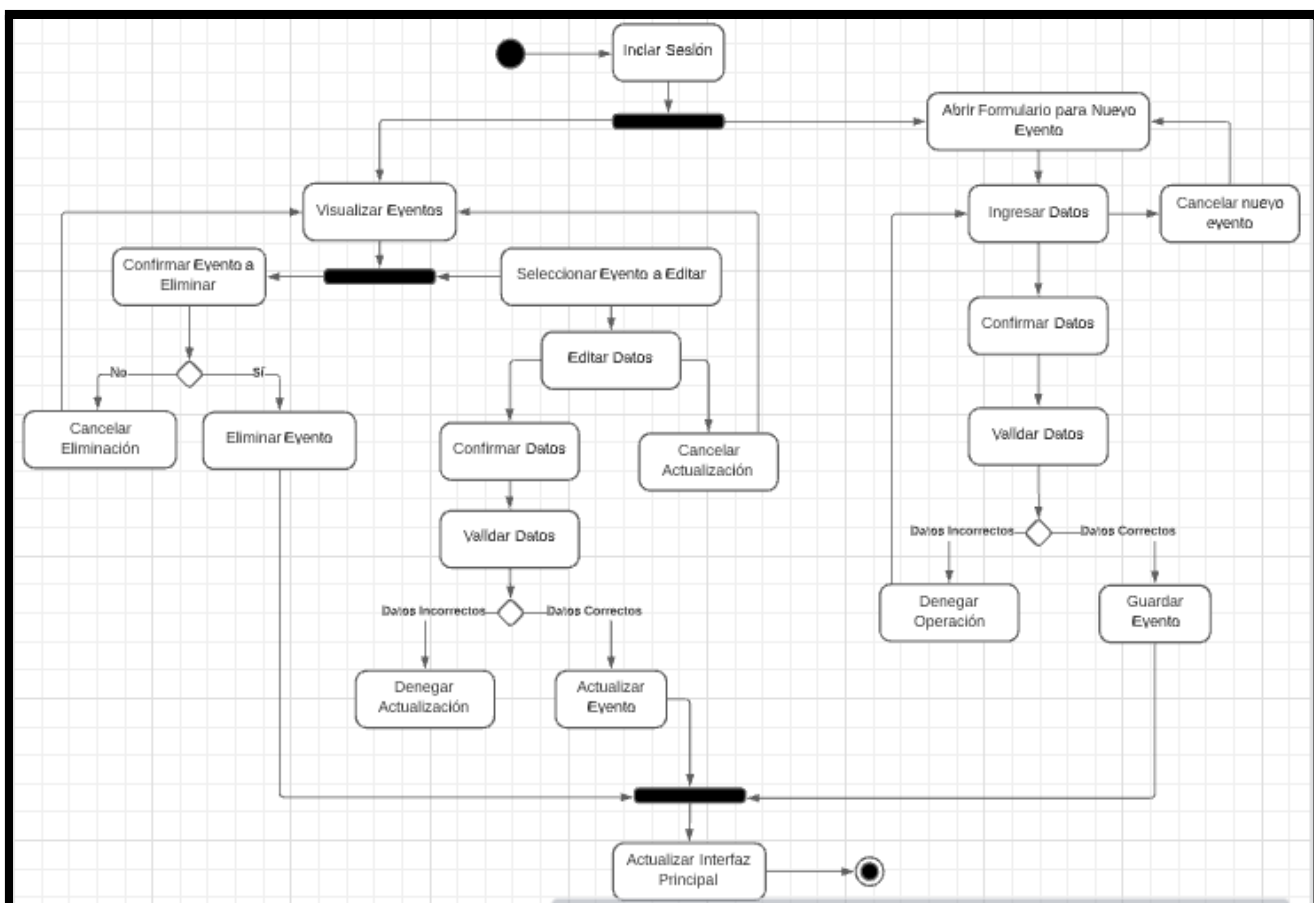 Inciar Sesión
Abrir Formulario para Nuevo
Evento
Visualizar Eventos
Ingresar Datos
Cancelar nuevo
evento
Confirmar Evento a
Eliminar
Seleccionar Evento a Editar
Confirmar Datos
Editar Datos
No
Sí
Cancelar
Eliminación
Eliminar Evento
Confirmar Datos
Cancelar
Actualización
Validar Datos
Validar Datos
Datos Incorrectos
Datos Correctos
Denegar
Operación
Guardar
Evento
Datos Incorrectos
Datos Correctos
Denegar
Actualización
Actualizar
Evento
Actualizar Interfaz
Principal